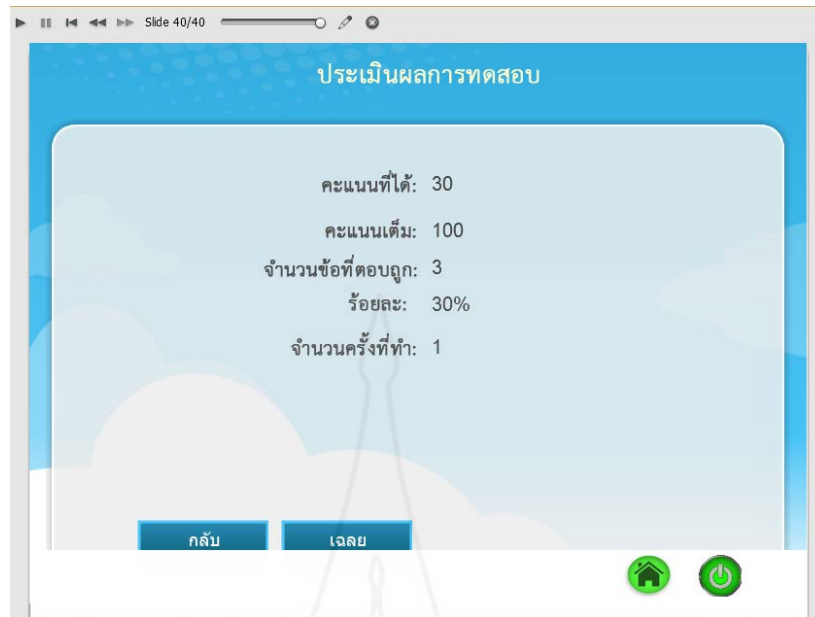 Slide 40/40
ประเมินผลการทดสอบ
คะแนนที่ได้: 30
คะแนนเต็ม: 100
จำนวนข้อที่ตอบถูก: 3
ร้อยละ: 30%
จำนวนครั้งที่ทำ: 1
กลับ เฉลย